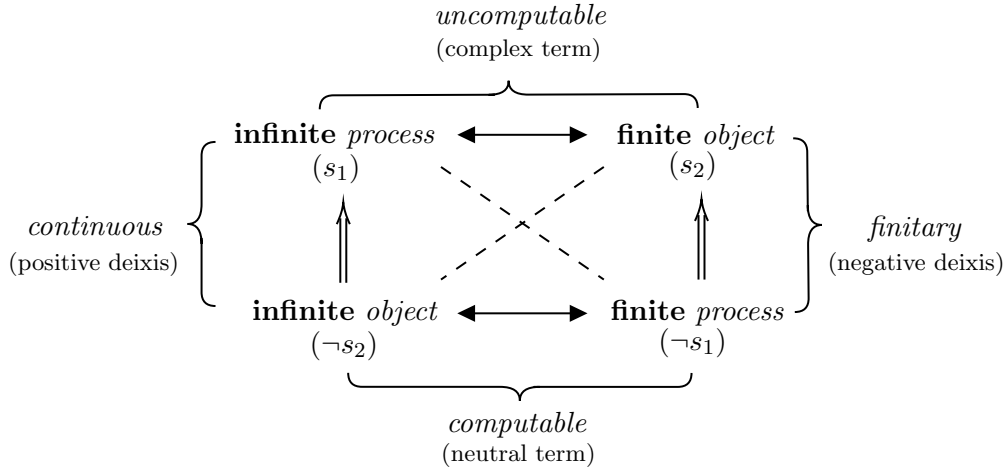 uncomputable
(complex term)
infinite process
(s₁)
finite object
(s₂)
continuous
(positive deixis)
finitary
(negative deixis)
infinite object
(¬s₂)
finite process
(¬s₁)
computable
(neutral term)